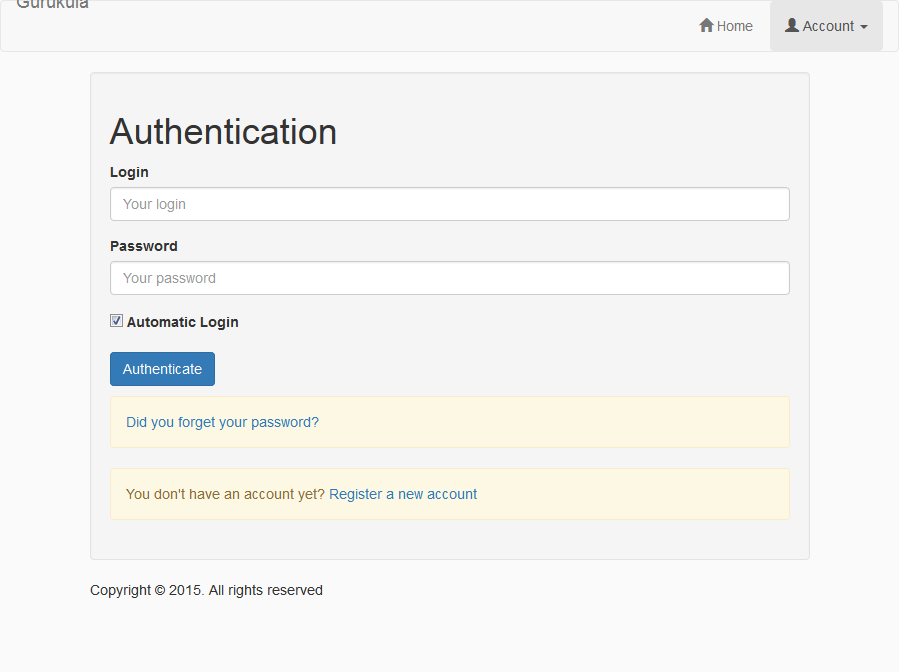 Gurukula
Home Account
Authentication
Login
Your login
Password
Your password
Automatic Login
Authenticate
Did you forget your password?
You don't have an account yet? Register a new account
Copyright © 2015. All rights reserved